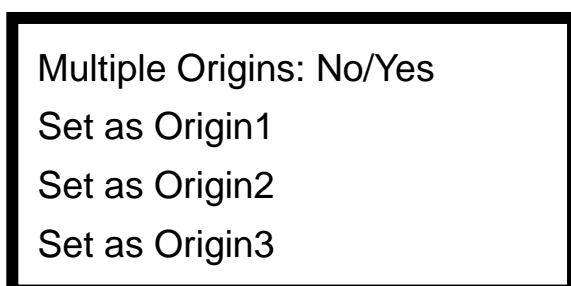 Multiple Origins: No/Yes
Set as Origin1
Set as Origin2
Set as Origin3